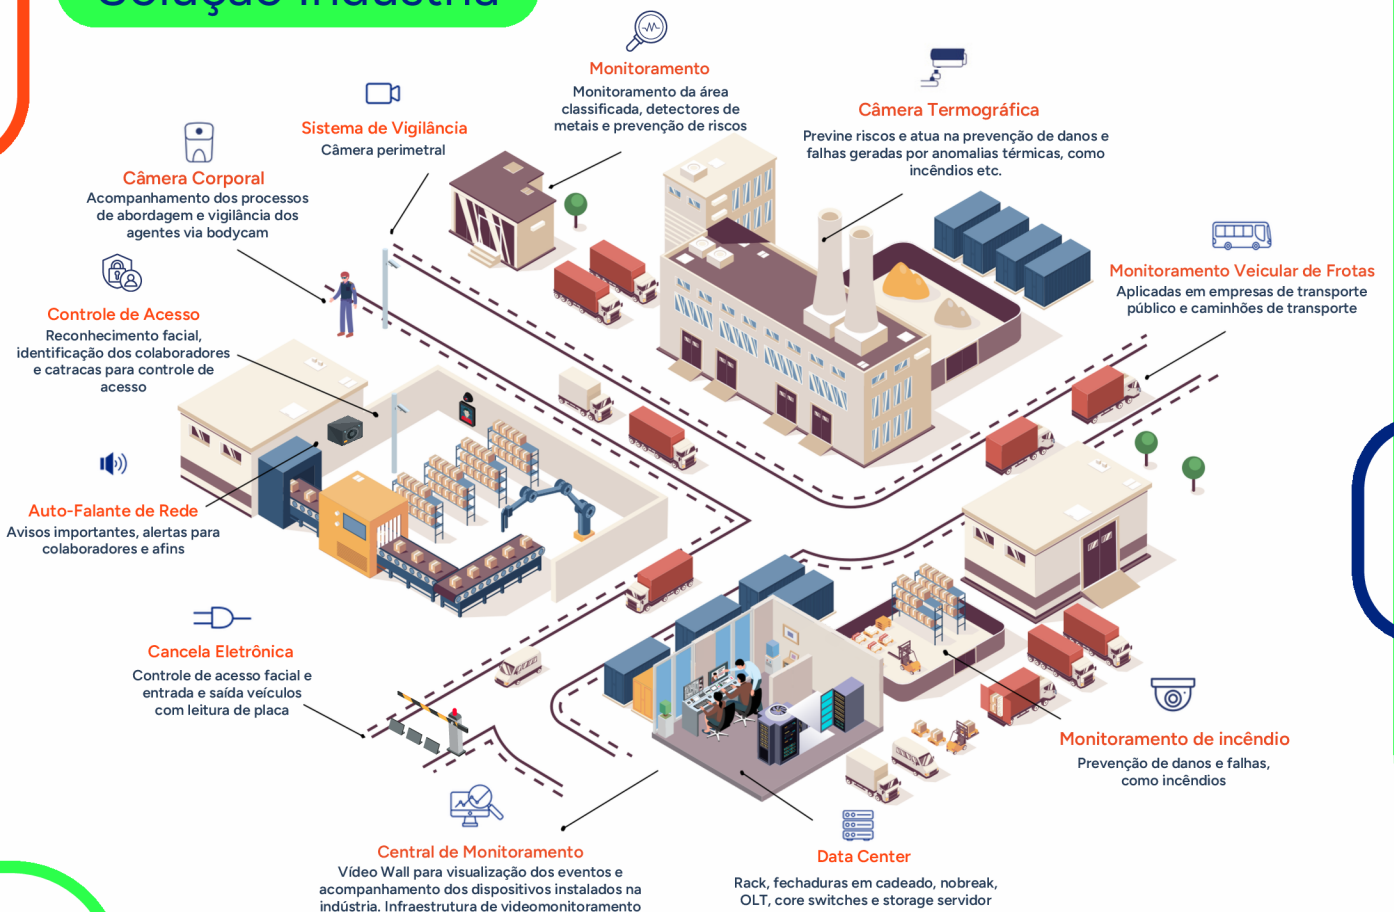 Solução Indústria
Monitoramento
Monitoramento da área
classificada, detectores de
metais e prevenção de riscos
Câmera Termográfica
Previne riscos e atua na prevenção de danos e
falhas geradas por anomalias térmicas, como
incêndios etc.
Sistema de Vigilância
Câmera perimetral
Câmera Corporal
Acompanhamento dos processos
de abordagem e vigilância dos
agentes via bodycam
Monitoramento Veicular de Frotas
Aplicadas em empresas de transporte
público e caminhões de transporte
Controle de Acesso
Reconhecimento facial,
identificação dos colaboradores
e catracas para controle de
acesso
Auto-Falante de Rede
Avisos importantes, alertas para
colaboradores e afins
Cancela Eletrônica
Controle de acesso facial e
entrada e saída veículos
com leitura de placa
Monitoramento de incêndio
Prevenção de danos e falhas,
como incêndios
Central de Monitoramento
Vídeo Wall para visualização dos eventos e
acompanhamento dos dispositivos instalados na
indústria. Infraestrutura de videomonitoramento
Data Center
Rack, fechaduras em cadeado, nobreak,
OLT, core switches e storage servidor